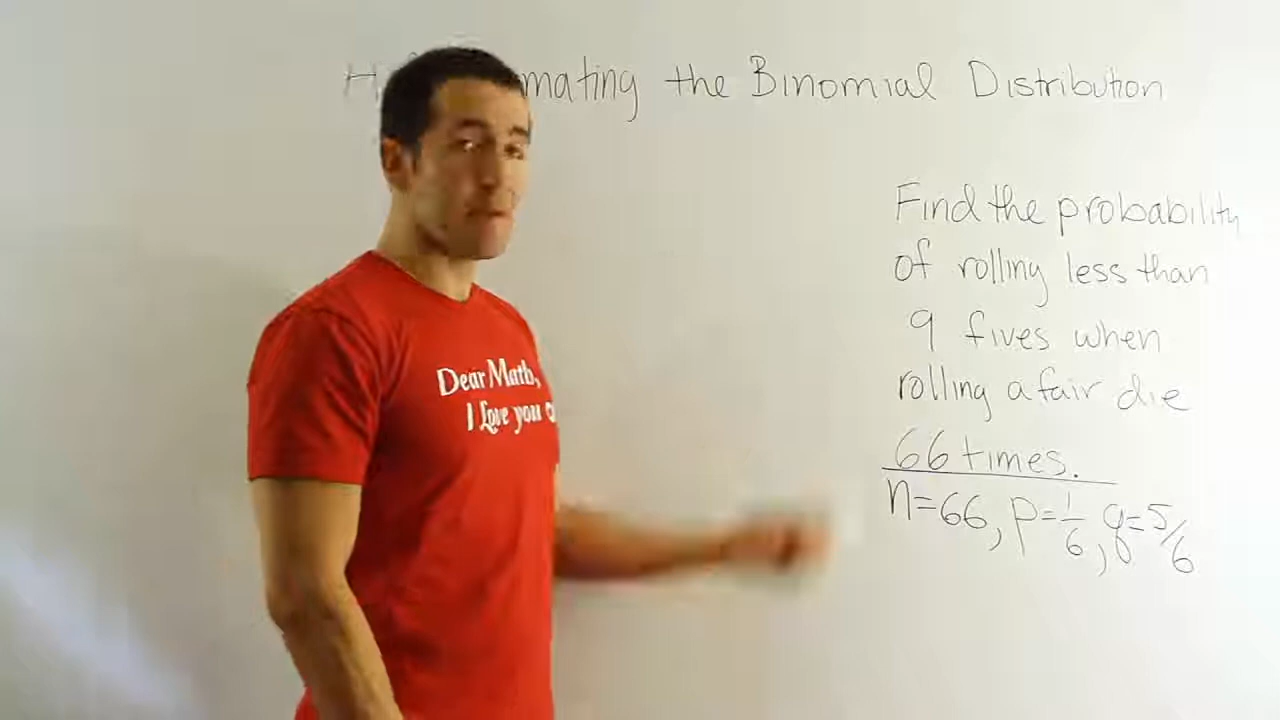 mating the Binomial Distribution
Find the probability
of rolling less than
9 fives when
rolling a fair die
66 times.
n=66, p=1/6, q=5/6
Dear Math,
I Love you